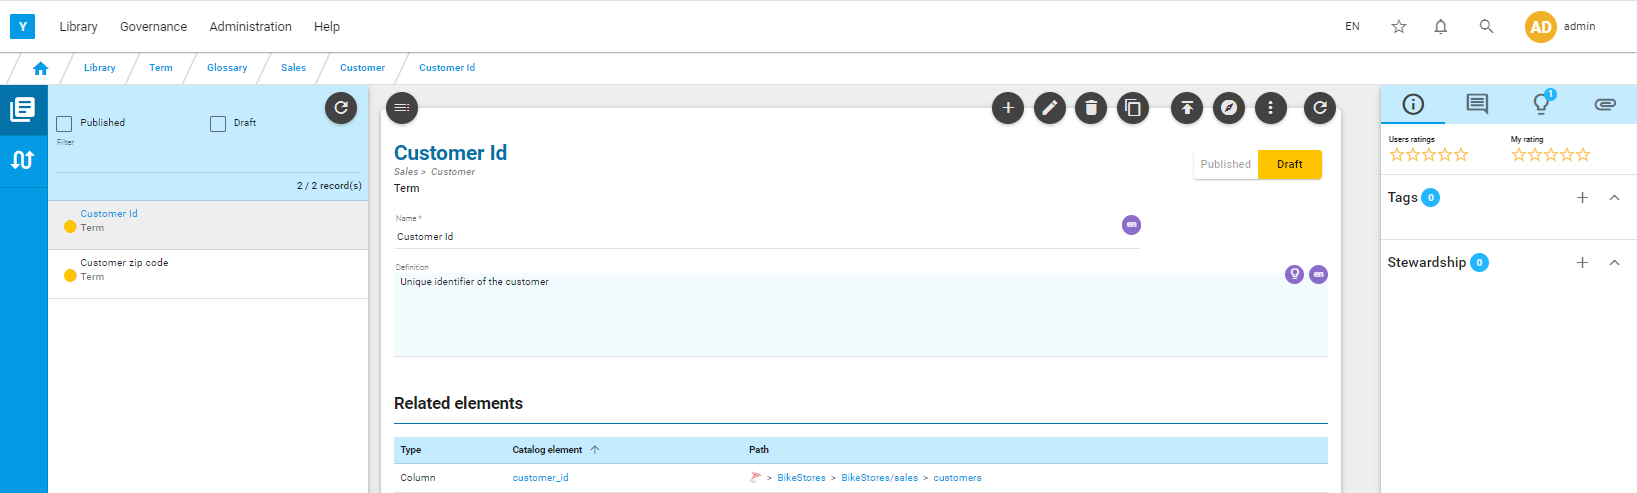 Y Library Governance Administration Help EN AD admin
Library Term Glossary Sales Customer Customer Id
Published Draft
Filter
2 / 2 record(s)
Customer Id
Term
Customer zip code
Term
Customer Id
Sales > Customer
Term
Published Draft
Name *
en
Customer Id
Definition
en
Unique identifier of the customer
Related elements
Type Catalog element Path
Column customer_id > BikeStores > BikeStores/sales > customers
1
Users ratings My rating
Tags 0
Stewardship 0